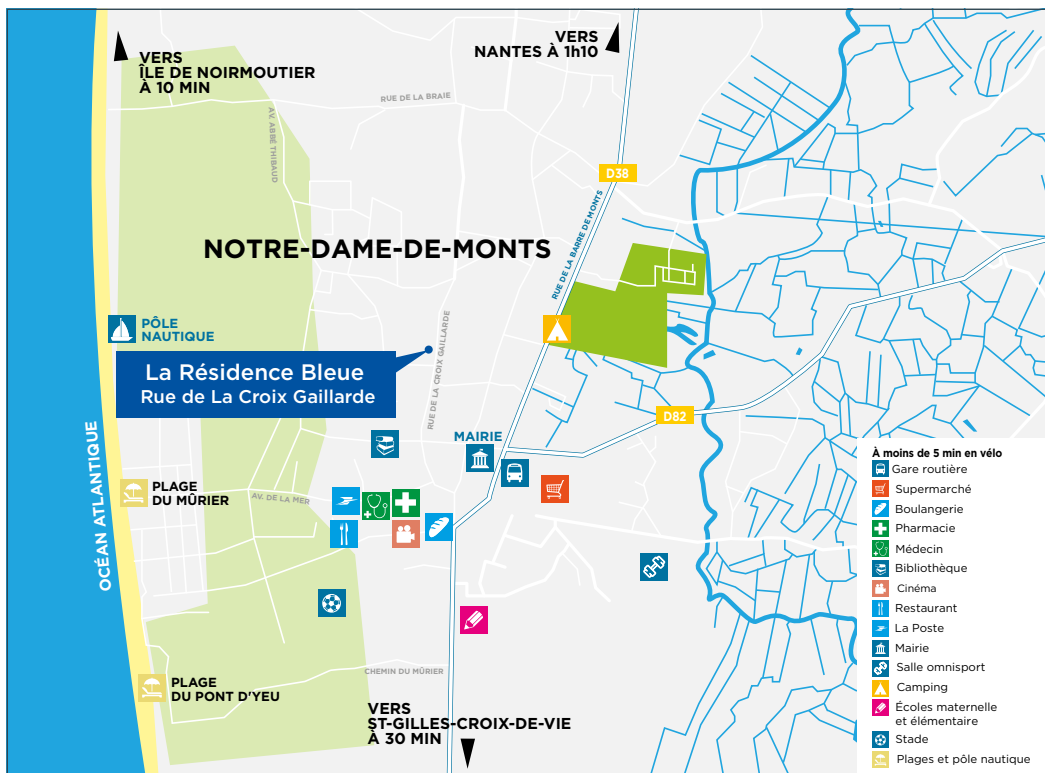 VERS
ÎLE DE NOIRMOUTIER
À 10 MIN
VERS
NANTES À 1h10
RUE DE LA BRAIE
AV. ABBÉ THIBAUD
D38
RUE DE LA BARRE DE MONTS
NOTRE-DAME-DE-MONTS
PÔLE
NAUTIQUE
La Résidence Bleue
Rue de La Croix Gaillarde
RUE DE LA CROIX GAILLARDE
D82
MAIRIE
OCÉAN ATLANTIQUE
PLAGE
DU MÛRIER
AV. DE LA MER
CHEMIN DU MÛRIER
PLAGE
DU PONT D'YEU
VERS
ST-GILLES-CROIX-DE-VIE
À 30 MIN
À moins de 5 min en vélo
Gare routière
Supermarché
Boulangerie
Pharmacie
Médecin
Bibliothèque
Cinéma
Restaurant
La Poste
Mairie
Salle omnisport
Camping
Écoles maternelle
et élémentaire
Stade
Plages et pôle nautique